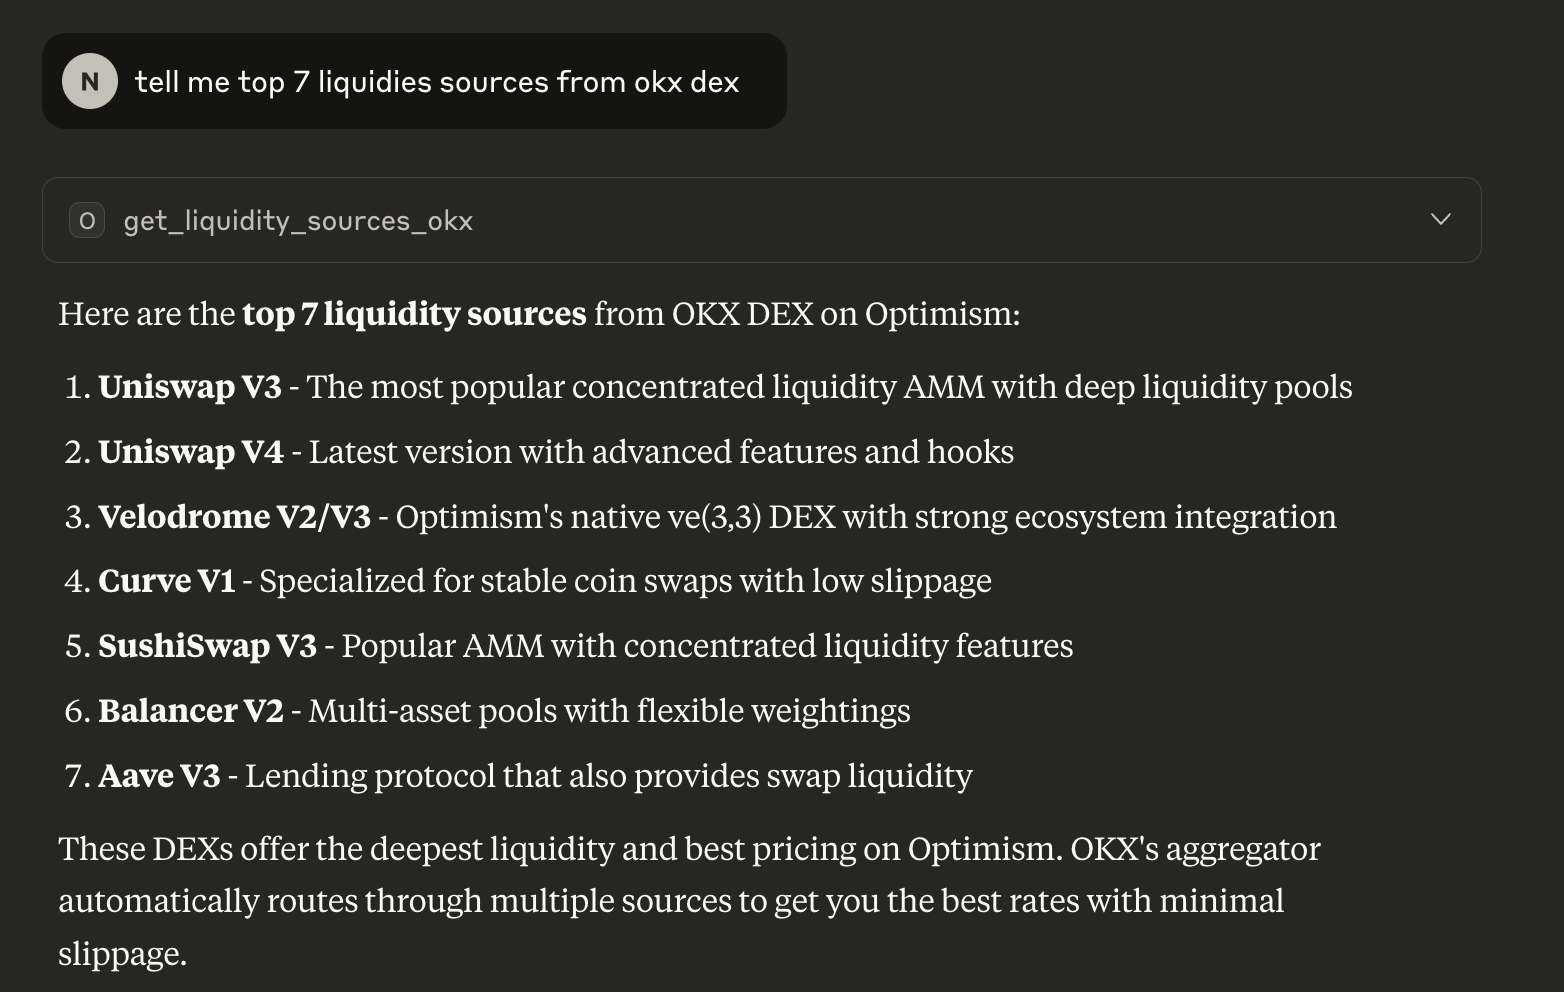 N
tell me top 7 liquidies sources from okx dex
O
get_liquidity_sources_okx
Here are the top 7 liquidity sources from OKX DEX on Optimism:
1. Uniswap V3 - The most popular concentrated liquidity AMM with deep liquidity pools
2. Uniswap V4 - Latest version with advanced features and hooks
3. Velodrome V2/V3 - Optimism's native ve(3,3) DEX with strong ecosystem integration
4. Curve V1 - Specialized for stable coin swaps with low slippage
5. SushiSwap V3 - Popular AMM with concentrated liquidity features
6. Balancer V2 - Multi-asset pools with flexible weightings
7. Aave V3 - Lending protocol that also provides swap liquidity
These DEXs offer the deepest liquidity and best pricing on Optimism. OKX's aggregator
automatically routes through multiple sources to get you the best rates with minimal
slippage.